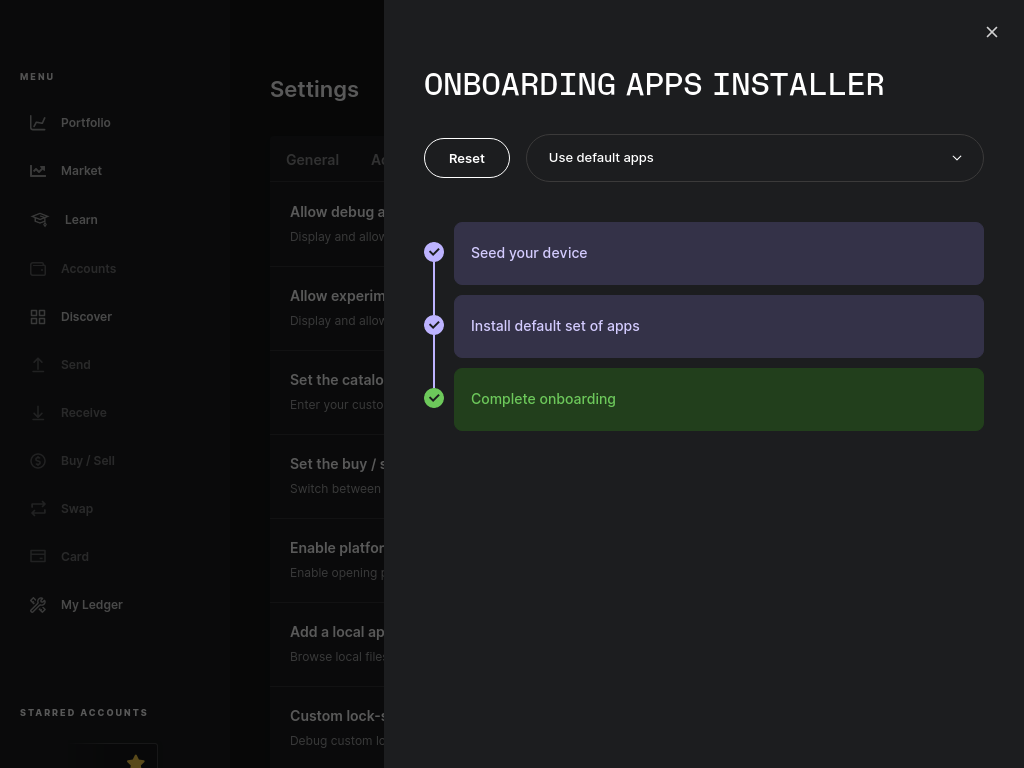 MENU
Portfolio
Market
Learn
Accounts
Discover
Send
Receive
Buy / Sell
Swap
Card
My Ledger
STARRED ACCOUNTS
Settings
General
Allow debug a
Display and allow
Allow experim
Display and allow
Set the catalo
Enter your custo
Set the buy / s
Switch between
Enable platfor
Enable opening p
Add a local ap
Browse local files
Custom lock-s
Debug custom lo
ONBOARDING APPS INSTALLER
Reset
Use default apps
Seed your device
Install default set of apps
Complete onboarding